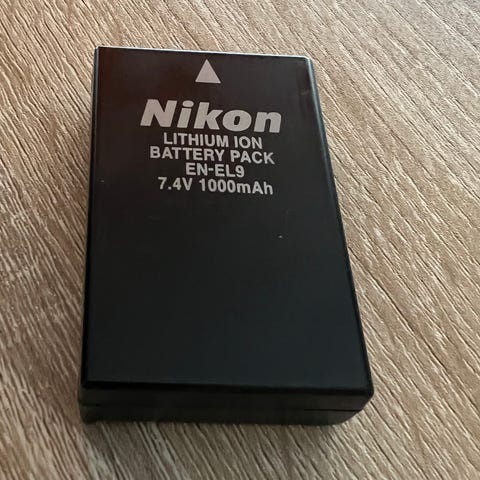 Nikon
LITHIUM ION
BATTERY PACK
EN-EL9
7.4V 1000mAh